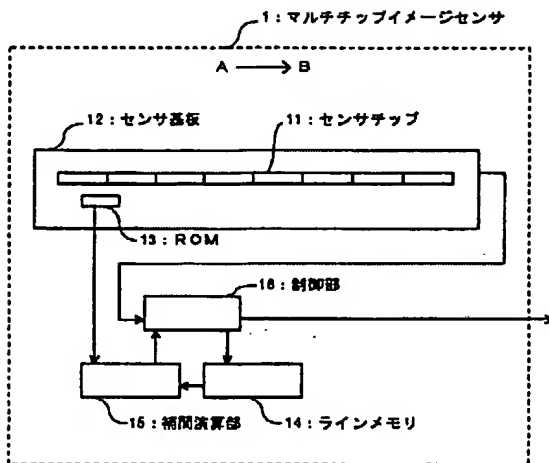 1：マルチチップイメージセンサ
A → B
12：センサ基板
11：センサチップ
13：ROM
16：制御部
15：補間演算部
14：ラインメモリ